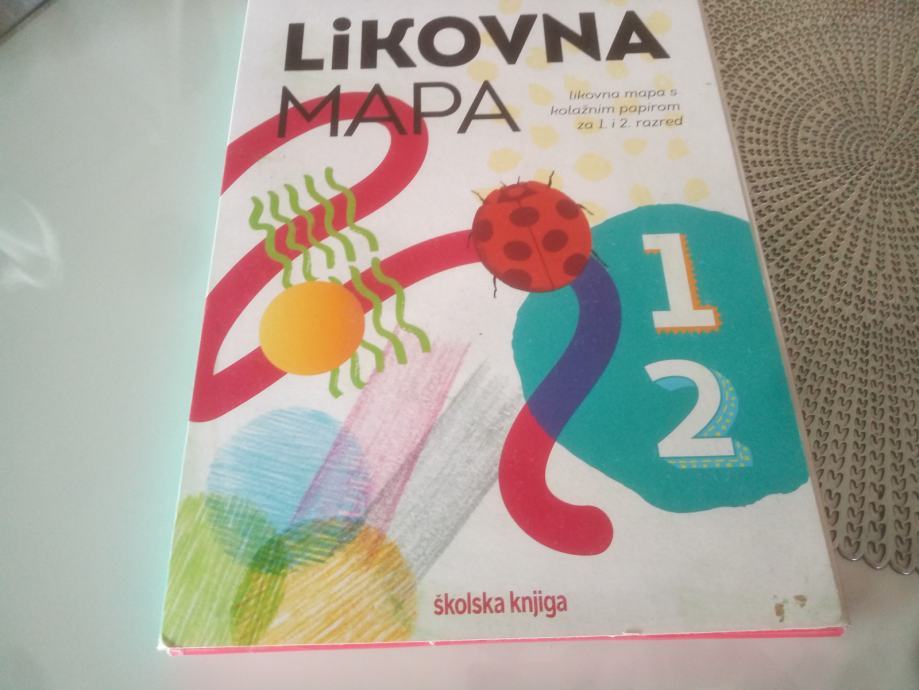 LiKOVNA
MAPA
likovna mapa s
kolažnim papirom
za 1. i 2. razred
1
2
školska knjiga